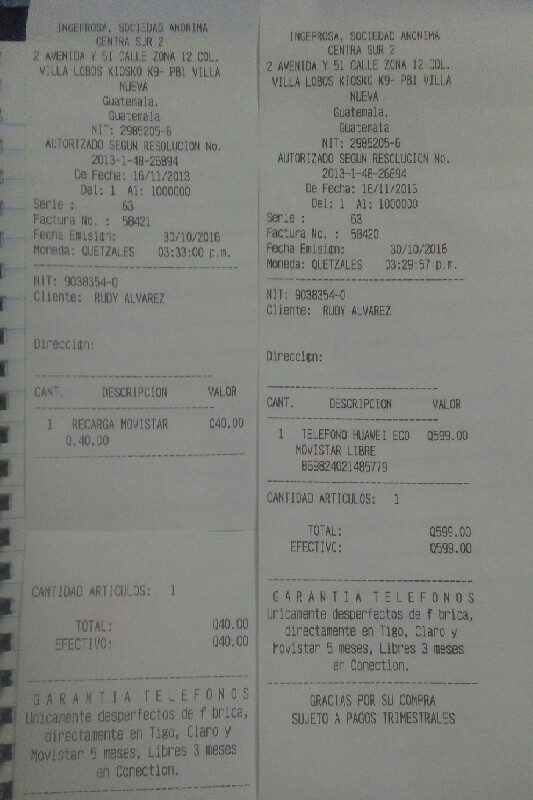 INGEPROSA, SOCIEDAD ANONIMA
CENTRA SUR 2
2 AVENIDA Y 51 CALLE ZONA 12 COL.
VILLA LOBOS KIOSKO K9- PB1 VILLA
NUEVA
Guatemala,
Guatemala
NIT: 2985205-6
AUTORIZADO SEGUN RESOLUCION No.
2013-1-48-26894
De Fecha: 16/11/2013
Del: 1 Al: 1000000
Serie : 63
Factura No. : 58421
Fecha Emision: 30/10/2016
Moneda: QUETZALES 03:33:00 p.m.
NIT: 9038354-0
Cliente: RUDY ALVAREZ
Direccion:
CANT. DESCRIPCION VALOR
1 RECARGA MOVISTAR Q40.00
Q.40.00
CANTIDAD ARTICULOS: 1
TOTAL: Q40.00
EFECTIVO: Q40.00
G A R A N T I A T E L E F O N O S
Unicamente desperfectos de f brica,
directamente en Tigo, Claro y
Movistar 5 meses, Libres 3 meses
en Conection.
INGEPROSA, SOCIEDAD ANONIMA
CENTRA SUR 2
2 AVENIDA Y 51 CALLE ZONA 12 COL.
VILLA LOBOS KIOSKO K9- PB1 VILLA
NUEVA
Guatemala,
Guatemala
NIT: 2985205-6
AUTORIZADO SEGUN RESOLUCION No.
2013-1-48-26894
De Fecha: 16/11/2013
Del: 1 Al: 1000000
Serie : 63
Factura No. : 58420
Fecha Emision: 30/10/2016
Moneda: QUETZALES 03:29:57 p.m.
NIT: 9038354-0
Cliente: RUDY ALVAREZ
Direccion:
CANT. DESCRIPCION VALOR
1 TELEFONO HUAWEI ECO Q599.00
MOVISTAR LIBRE
869824021485779
CANTIDAD ARTICULOS: 1
TOTAL: Q599.00
EFECTIVO: Q599.00
G A R A N T I A T E L E F O N O S
Unicamente desperfectos de f brica,
directamente en Tigo, Claro y
Movistar 5 meses, Libres 3 meses
en Conection.
GRACIAS POR SU COMPRA
SUJETO A PAGOS TRIMESTRALES